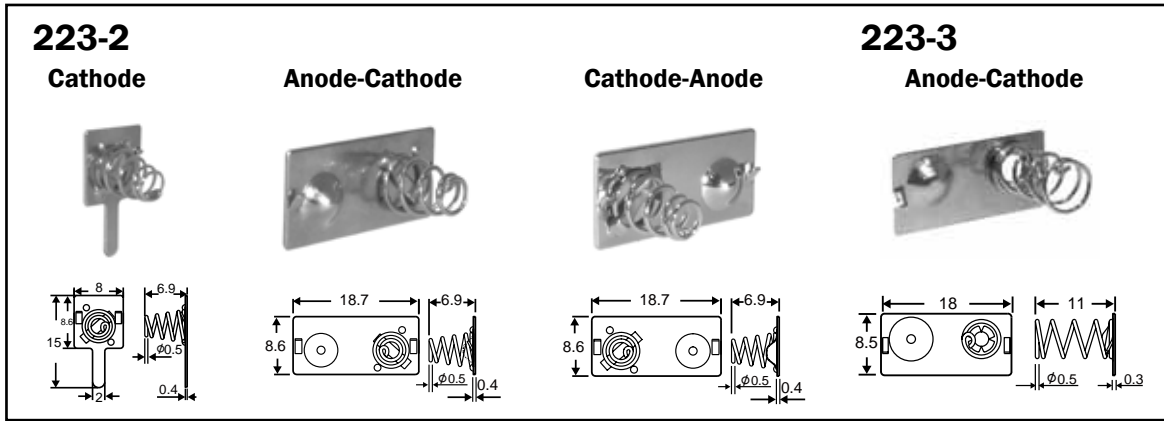 223-2 223-3
Cathode Anode-Cathode Cathode-Anode Anode-Cathode
8 6.9
8.6
15
ϕ0.5
2 0.4
18.7 6.9
8.6
ϕ0.5 0.4
18.7 6.9
8.6
ϕ0.5 0.4
18 11
8.5
ϕ0.5 0.3